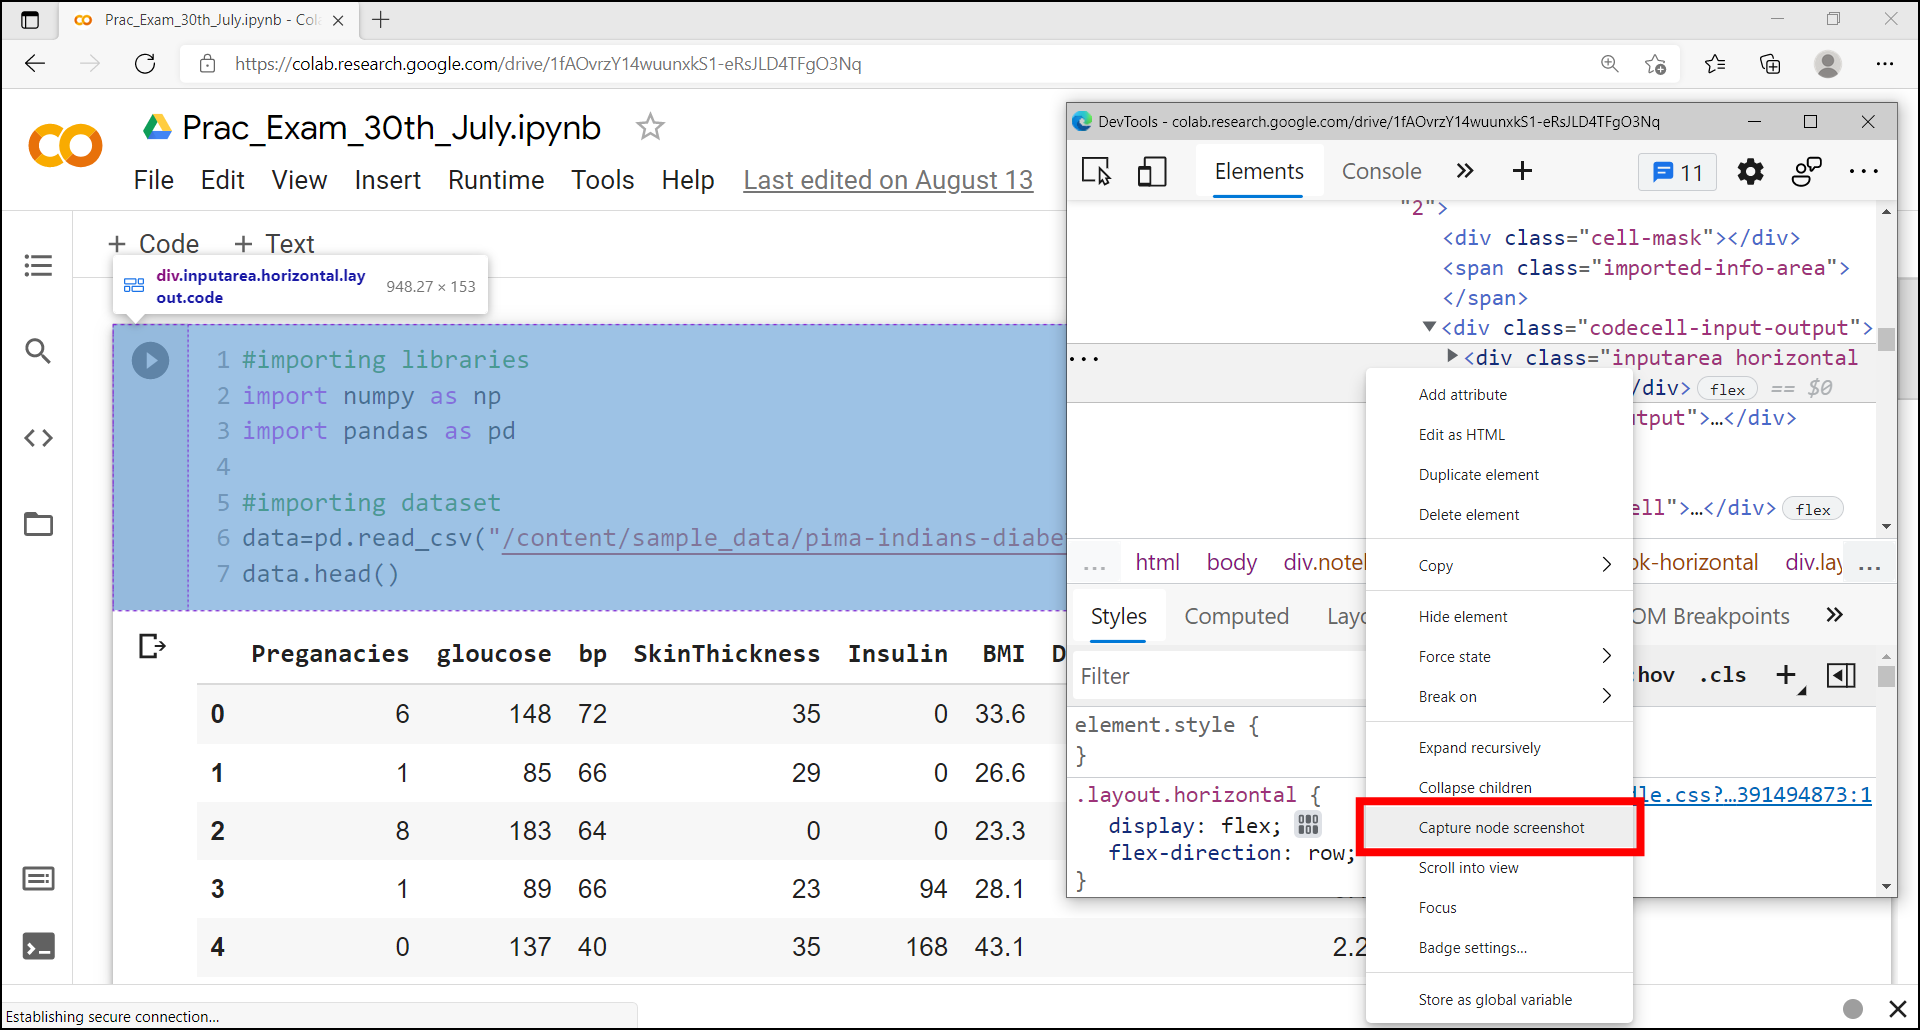 Prac_Exam_30th_July.ipynb - Col
https://colab.research.google.com/drive/1fAOvrzY14wuunxkS1-eRsJLD4TFgO3Nq
Prac_Exam_30th_July.ipynb
File Edit View Insert Runtime Tools Help Last edited on August 13
+ Code + Text
div.inputarea.horizontal.lay
out.code
948.27 × 153
1 #importing libraries
2 import numpy as np
3 import pandas as pd
4
5 #importing dataset
6 data=pd.read_csv("/content/sample_data/pima-indians-diabe
7 data.head()
Preganacies gloucose bp SkinThickness Insulin BMI D
0 6 148 72 35 0 33.6
1 1 85 66 29 0 26.6
2 8 183 64 0 0 23.3
3 1 89 66 23 94 28.1
4 0 137 40 35 168 43.1 2.2
Establishing secure connection...
DevTools - colab.research.google.com/drive/1fAOvrzY14wuunxkS1-eRsJLD4TFgO3Nq
Elements Console 11
"2">
<div class="cell-mask"></div>
<span class="imported-info-area">
</span>
<div class="codecell-input-output">
<div class="inputarea horizontal
/div> flex == $0
tput">…</div>
ell">…</div> flex
... html body div.notel ok-horizontal div.lay ...
Styles Computed Layo OM Breakpoints
Filter :hov .cls
element.style {
}
.layout.horizontal { dle.css?…391494873:1
display: flex;
flex-direction: row;
}
Add attribute
Edit as HTML
Duplicate element
Delete element
Copy
Hide element
Force state
Break on
Expand recursively
Collapse children
Capture node screenshot
Scroll into view
Focus
Badge settings...
Store as global variable